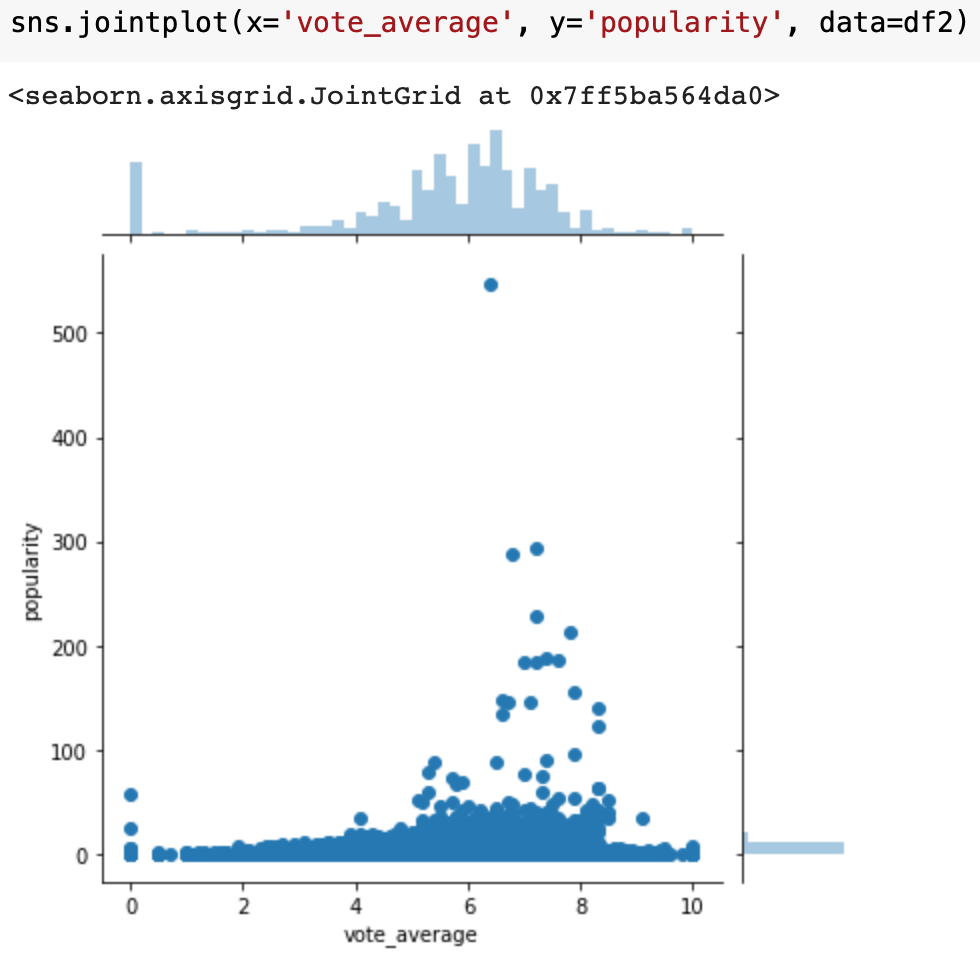 sns.jointplot(x='vote_average', y='popularity', data=df2)
<seaborn.axisgrid.JointGrid at 0x7ff5ba564da0>
500
400
300
200
100
0
popularity
0 2 4 6 8 10
vote_average